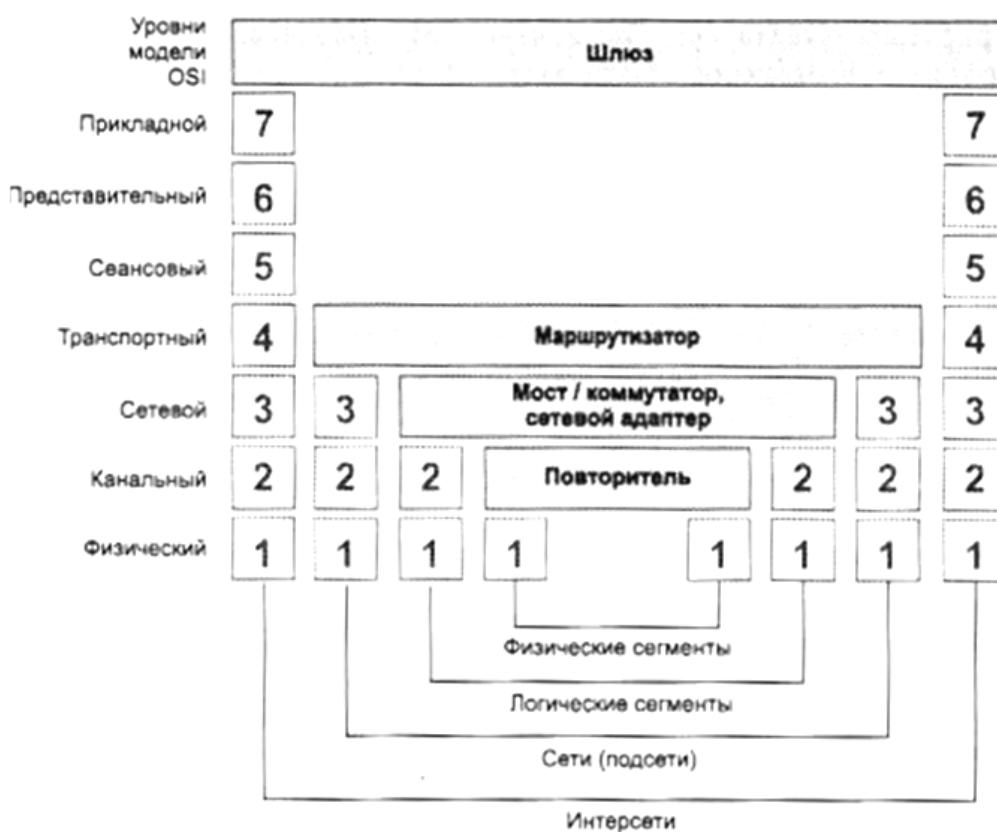 Уровни
модели
OSI
Шлюз
Прикладной 7 7
Представительный 6 6
Сеансовый 5 5
Транспортный 4 Маршрутизатор 4
Сетевой 3 3 Мост / коммутатор,
сетевой адаптер 3 3
Канальный 2 2 2 Повторитель 2 2 2
Физический 1 1 1 1 1 1 1 1
Физические сегменты
Логические сегменты
Сети (подсети)
Интерсети